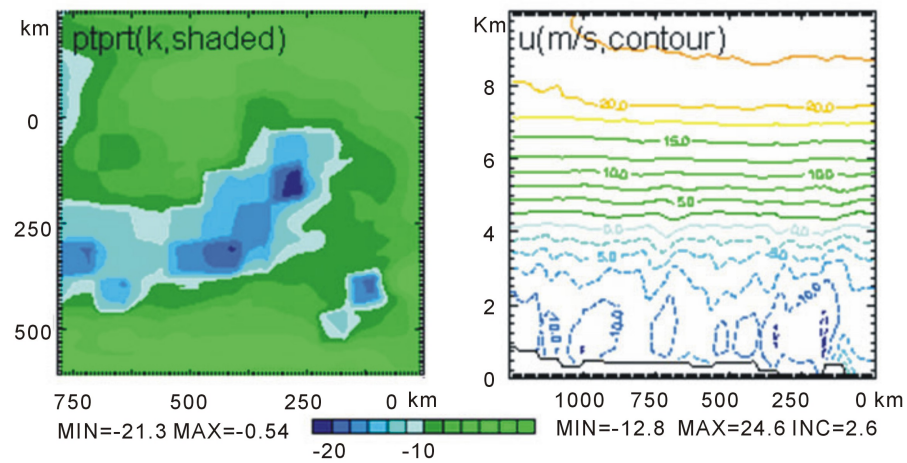 km
ptprt(k,shaded)
0
250
500
750 500 250 0 km
MIN=-21.3 MAX=-0.54
-20 -10
Km
u(m/s,contour)
8
6
4
2
0
20.0 20.0
15.0
10.0 10.0
5.0
0.0 0.0
5.0 5.0
-10.0
10.0 10.0
1000 750 500 250 0 km
MIN=-12.8 MAX=24.6 INC=2.6